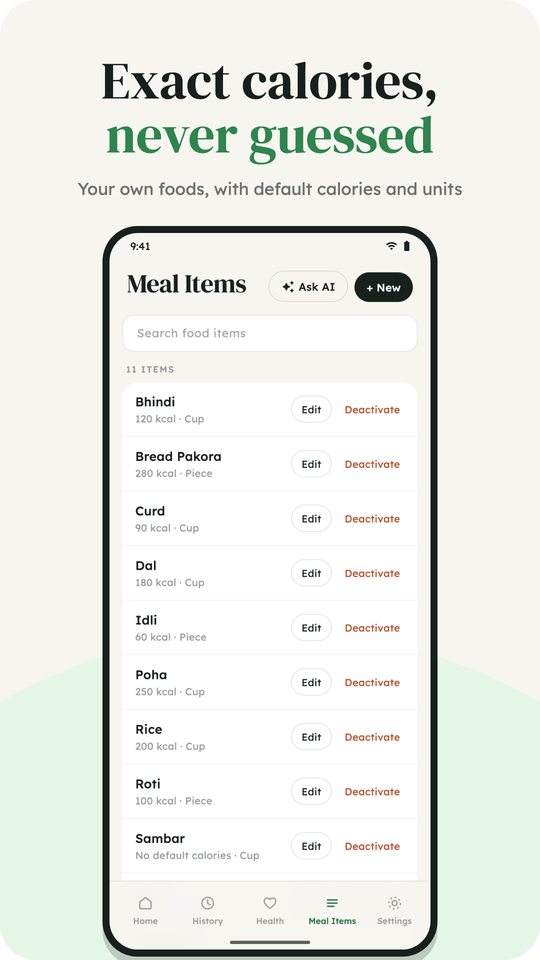 Exact calories,
never guessed
Your own foods, with default calories and units
9:41
Meal Items
Ask AI
+ New
Search food items
11 ITEMS
Bhindi
120 kcal · Cup
Edit
Deactivate
Bread Pakora
280 kcal · Piece
Edit
Deactivate
Curd
90 kcal · Cup
Edit
Deactivate
Dal
180 kcal · Cup
Edit
Deactivate
Idli
60 kcal · Piece
Edit
Deactivate
Poha
250 kcal · Cup
Edit
Deactivate
Rice
200 kcal · Cup
Edit
Deactivate
Roti
100 kcal · Piece
Edit
Deactivate
Sambar
No default calories · Cup
Edit
Deactivate
Home
History
Health
Meal Items
Settings